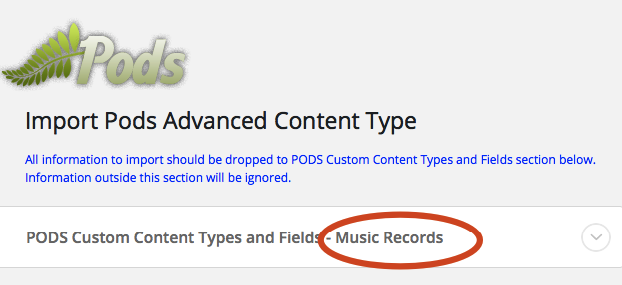 Pods
Import Pods Advanced Content Type
All information to import should be dropped to PODS Custom Content Types and Fields section below.
Information outside this section will be ignored.
PODS Custom Content Types and Fields - Music Records